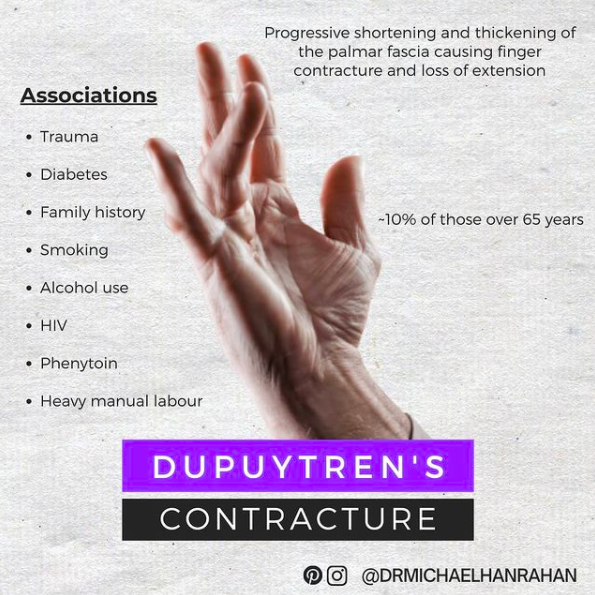 Progressive shortening and thickening of
the palmar fascia causing finger
contracture and loss of extension
Associations
• Trauma
• Diabetes
• Family history
• Smoking
• Alcohol use
• HIV
• Phenytoin
• Heavy manual labour
~10% of those over 65 years
DUPUYTREN'S
CONTRACTURE
@DRMICHAELHANRAHAN